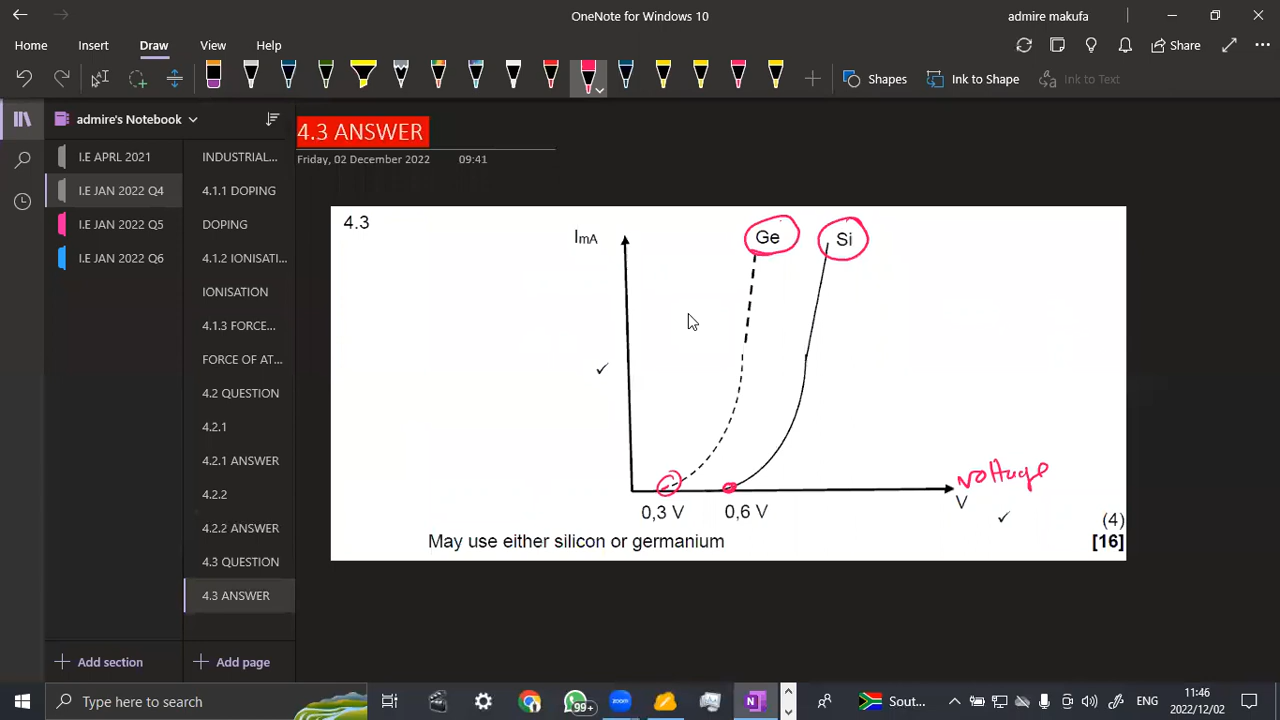 OneNote for Windows 10
admire makufa
Home
Insert
Draw
View
Help
Share
Shapes
Ink to Shape
Ink to Text
admire's Notebook
I.E APRL 2021
I.E JAN 2022 Q4
I.E JAN 2022 Q5
I.E JAN 2022 Q6
INDUSTRIAL...
4.1.1 DOPING
DOPING
4.1.2 IONISATI...
IONISATION
4.1.3 FORCE...
FORCE OF AT...
4.2 QUESTION
4.2.1
4.2.1 ANSWER
4.2.2
4.2.2 ANSWER
4.3 QUESTION
4.3 ANSWER
Add section
Add page
4.3 ANSWER
Friday, 02 December 2022 09:41
4.3
ImA
Ge
Si
voltage
V
0,3 V
0,6 V
(4)
May use either silicon or germanium
[16]
Type here to search
99+
zoom
Sout...
ENG
11:46
2022/12/02